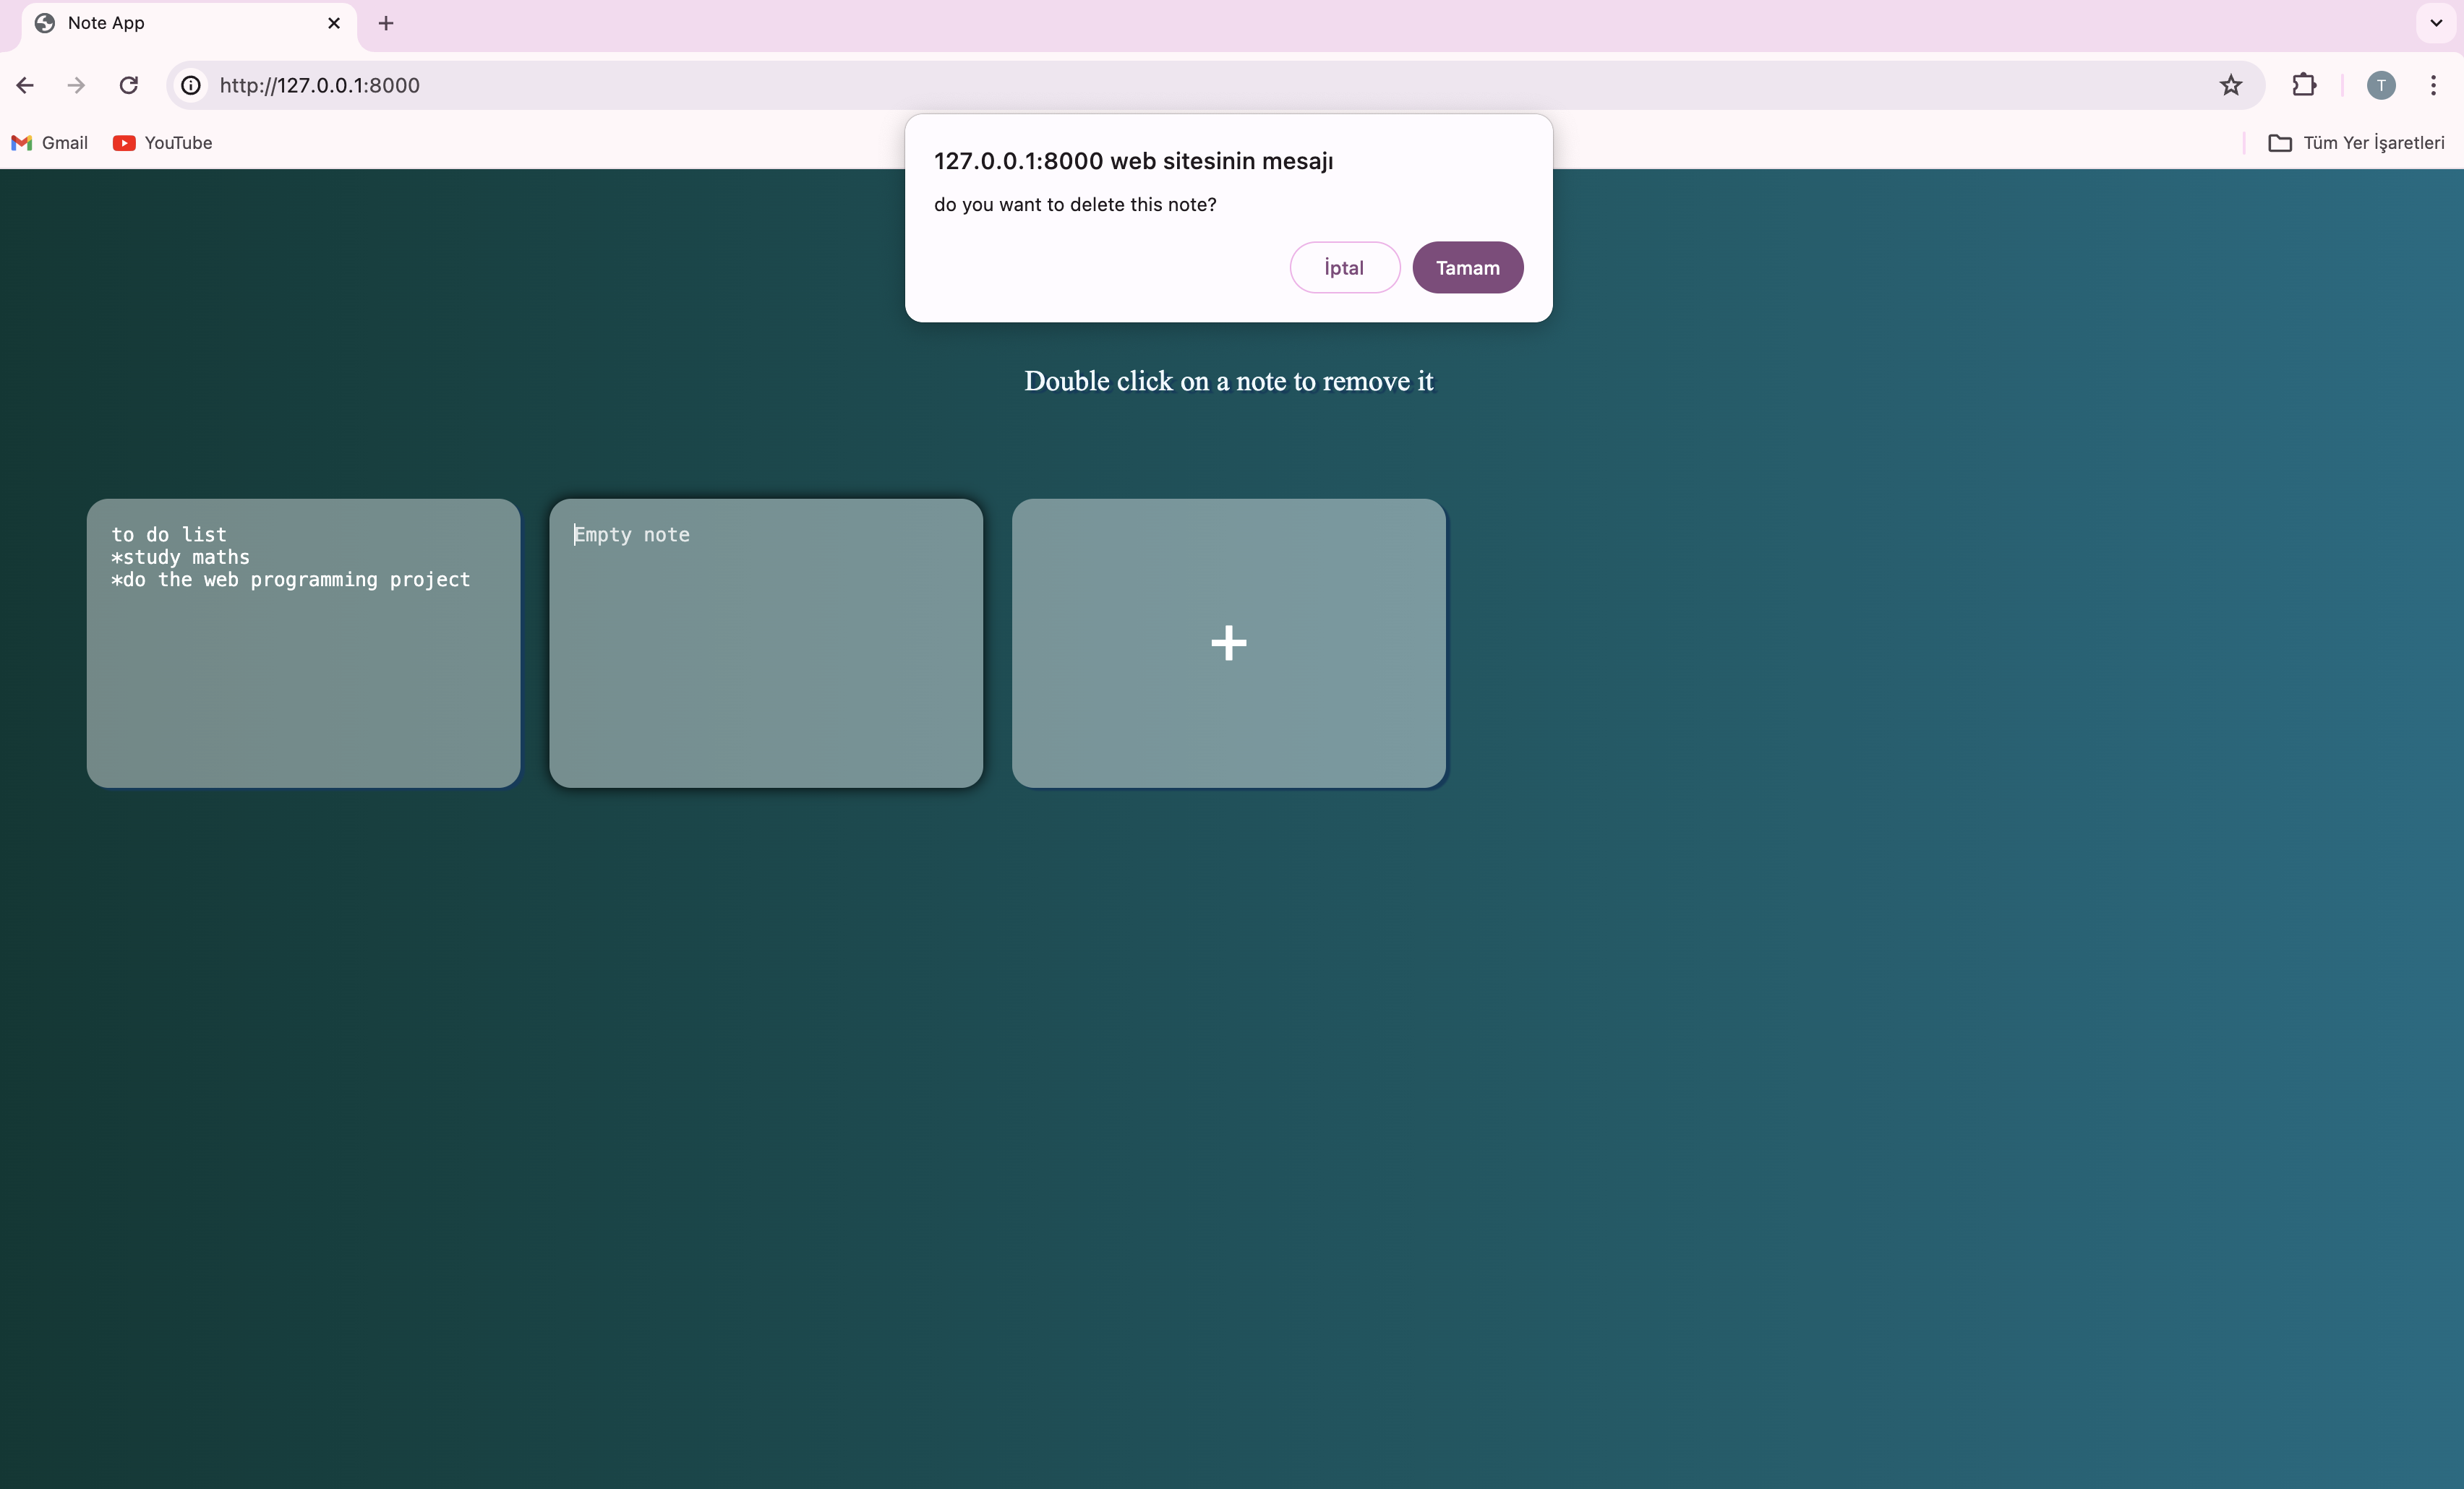 Note App
http://127.0.0.1:8000
T
Gmail
YouTube
Tüm Yer İşaretleri
127.0.0.1:8000 web sitesinin mesajı
do you want to delete this note?
İptal
Tamam
Double click on a note to remove it
to do list
*study maths
*do the web programming project
Empty note
+